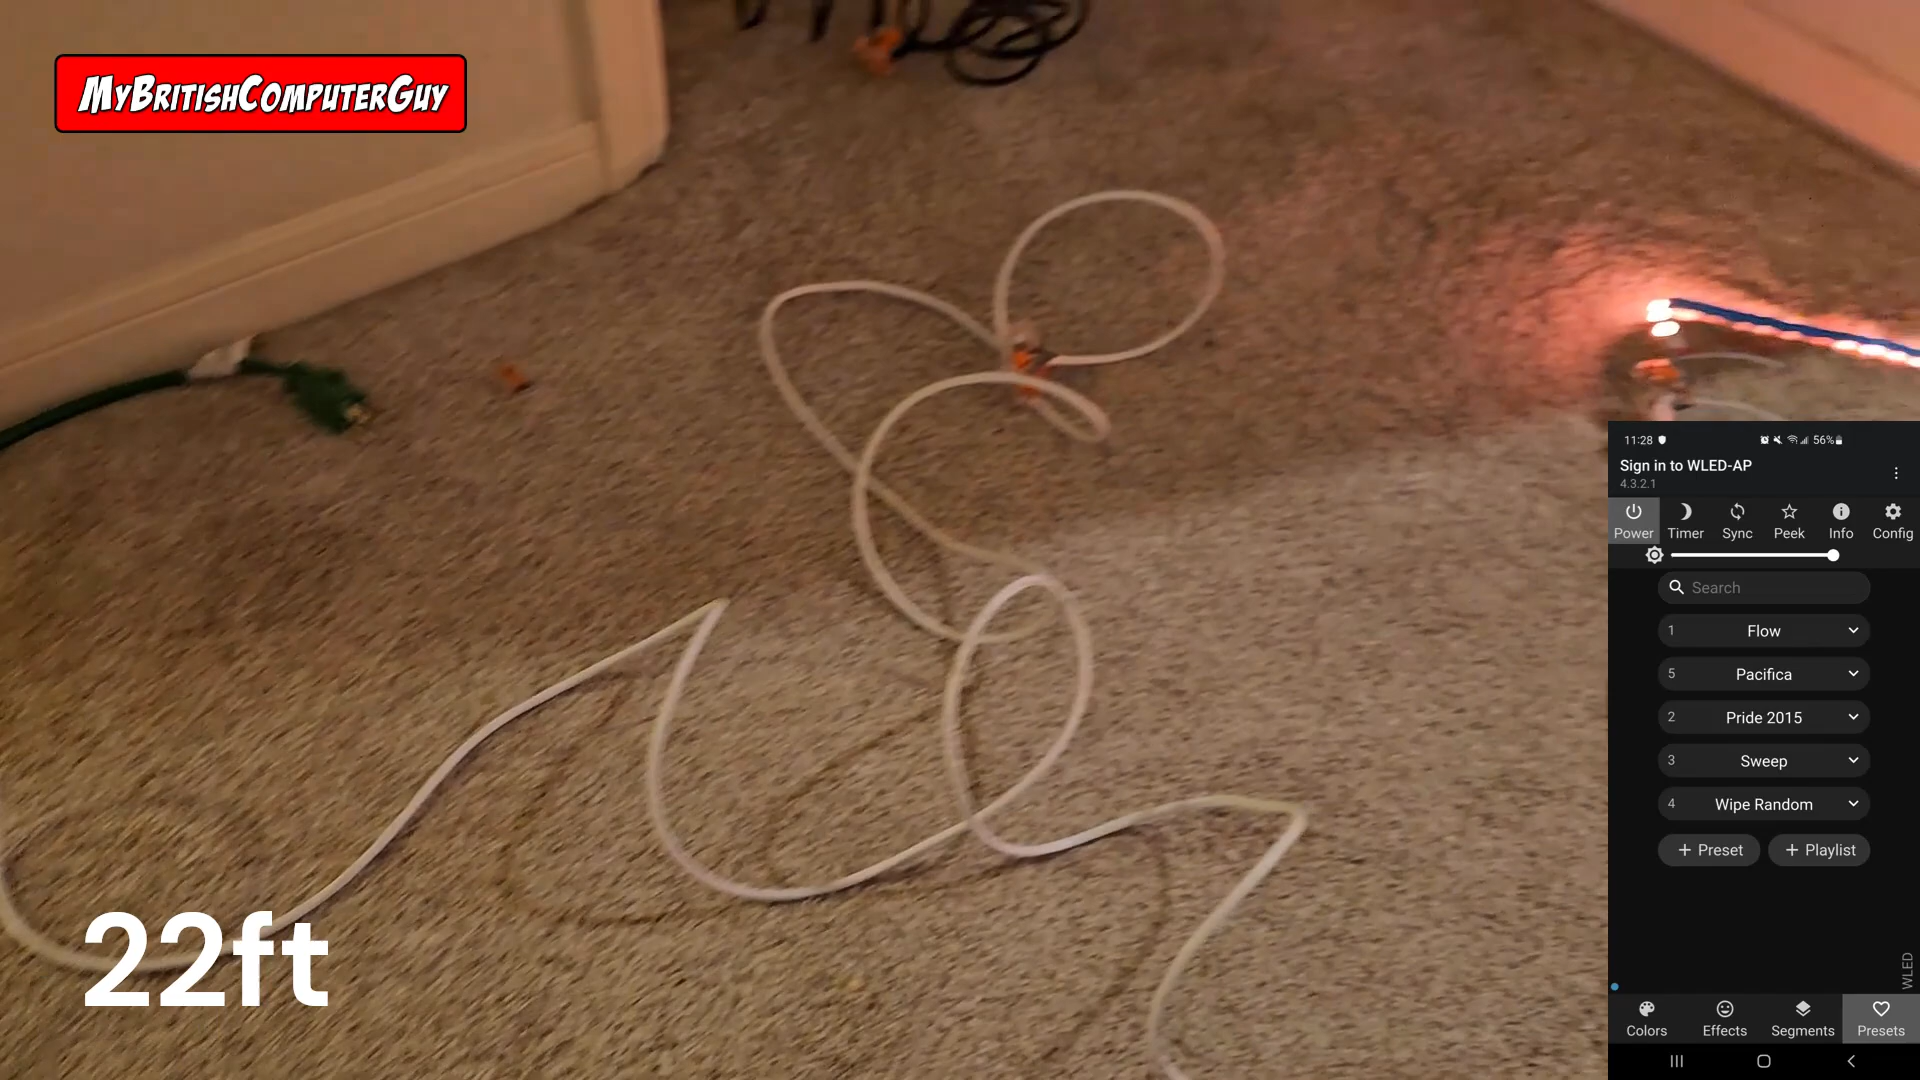 MyBritishComputerGuy
11:28
56%
Sign in to WLED-AP
4.3.2.1
Power Timer Sync Peek Info Config
Search
1 Flow
5 Pacifica
2 Pride 2015
3 Sweep
4 Wipe Random
+ Preset + Playlist
22ft
WLED
Colors Effects Segments Presets